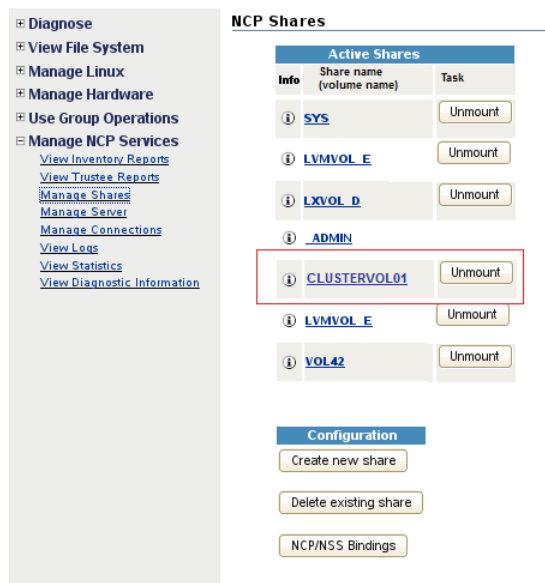 Diagnose
View File System
Manage Linux
Manage Hardware
Use Group Operations
Manage NCP Services
View Inventory Reports
View Trustee Reports
Manage Shares
Manage Server
Manage Connections
View Logs
View Statistics
View Diagnostic Information
NCP Shares
Active Shares
Info Share name (volume name) Task
SYS Unmount
LVMVOL_E Unmount
LXVOL_D Unmount
_ADMIN
CLUSTERVOL01 Unmount
LVMVOL_E Unmount
VOL42 Unmount
Configuration
Create new share
Delete existing share
NCP/NSS Bindings